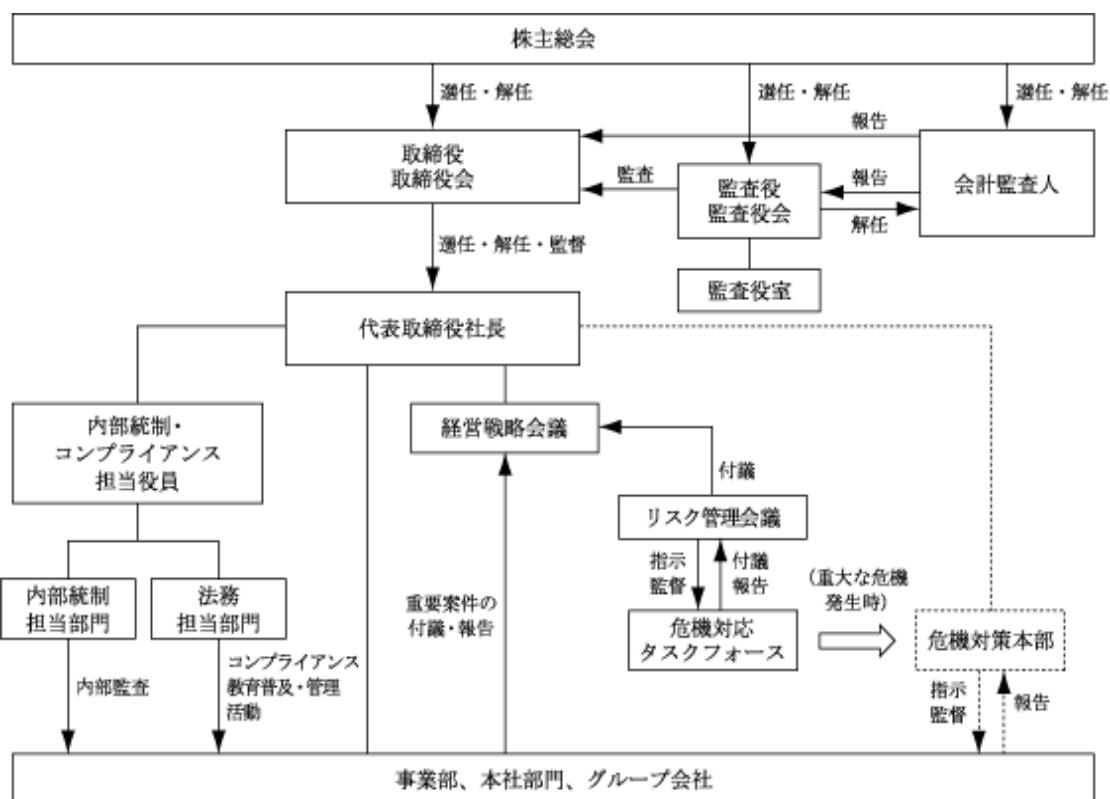 株主総会
選任・解任
選任・解任
選任・解任
報告
取締役
取締役会
監査
監査役
監査役会
報告
解任
会計監査人
選任・解任・監督
監査役室
代表取締役社長
内部統制・
コンプライアンス
担当役員
経営戦略会議
付議
リスク管理会議
指示
監督
付議
報告
(重大な危機
発生時)
内部統制
担当部門
法務
担当部門
重要案件の
付議・報告
危機対応
タスクフォース
危機対策本部
内部監査
コンプライアンス
教育普及・管理
活動
指示
監督
報告
事業部、本社部門、グループ会社